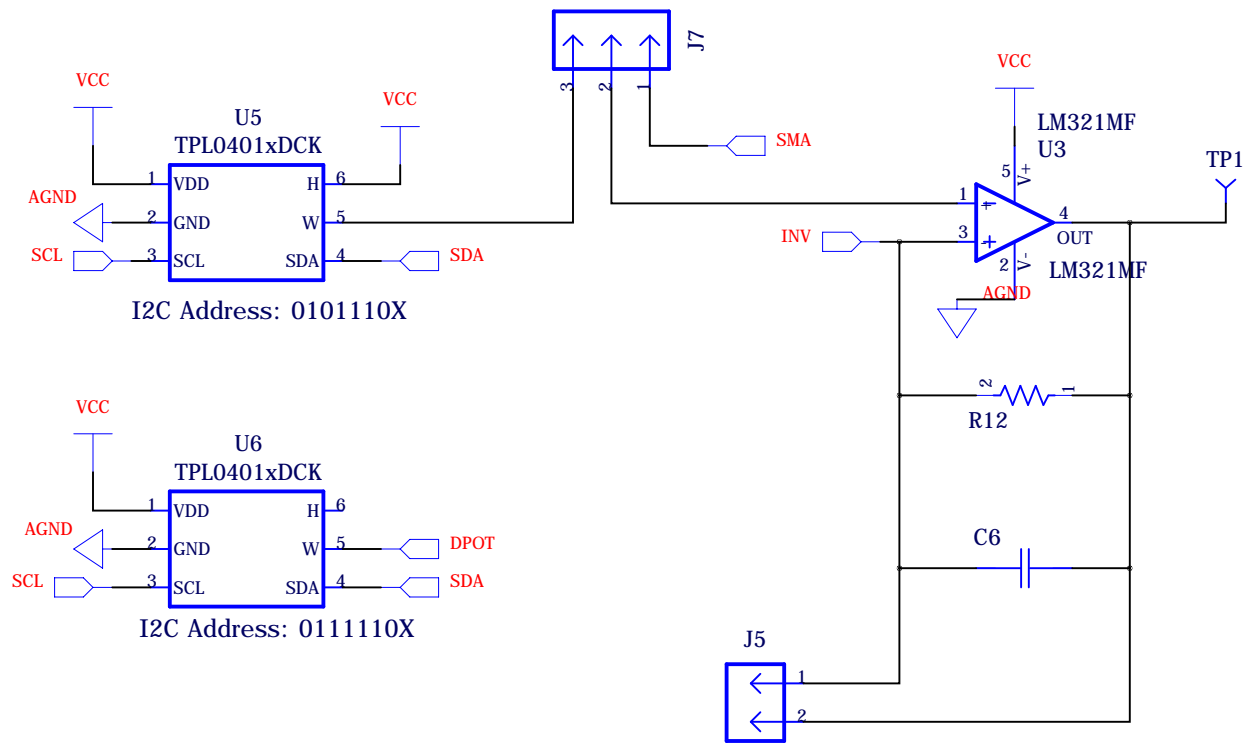 J7
3
2
1
SMA
VCC
VCC
U5
TPL0401xDCK
1
VDD
H
6
AGND
2
GND
W
5
SCL
3
SCL
SDA
4
SDA
I2C Address: 0101110X
VCC
LM321MF
U3
TP1
5
V+
1
+
4
OUT
INV
3
+
2
V-
LM321MF
AGND
2
1
R12
VCC
U6
TPL0401xDCK
1
VDD
H
6
AGND
2
GND
W
5
DPOT
SCL
3
SCL
SDA
4
SDA
I2C Address: 0111110X
C6
J5
1
2